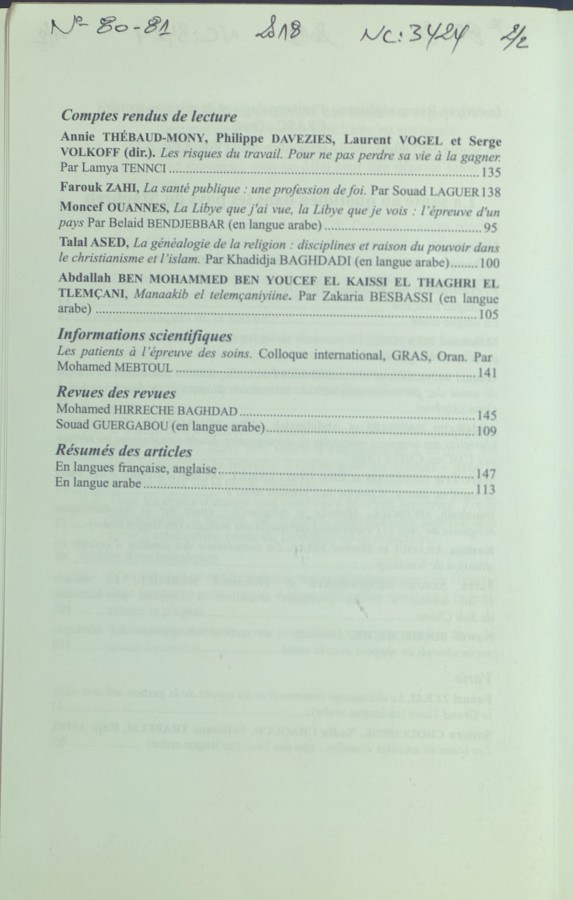 N°- 80-81 2018 NC: 3424 2/2
Comptes rendus de lecture
Annie THÉBAUD-MONY, Philippe DAVEZIES, Laurent VOGEL et Serge
VOLKOFF (dir.). Les risques du travail. Pour ne pas perdre sa vie à la gagner.
Par Lamya TENNCI ........ 135
Farouk ZAHI, La santé publique : une profession de foi. Par Souad LAGUER 138
Moncef OUANNES, La Libye que j'ai vue, la Libye que je vois : l'épreuve d'un
pays Par Belaid BENDJEBBAR (en langue arabe) ........ 95
Talal ASED, La généalogie de la religion : disciplines et raison du pouvoir dans
le christianisme et l'islam. Par Khadidja BAGHDADI (en langue arabe)........ 100
Abdallah BEN MOHAMMED BEN YOUCEF EL KAISSI EL THAGHRI EL
TLEMÇANI, Manaakib el telemçaniyiine. Par Zakaria BESBASSI (en langue
arabe) ........ 105
Informations scientifiques
Les patients à l'épreuve des soins. Colloque international, GRAS, Oran. Par
Mohamed MEBTOUL ........ 141
Revues des revues
Mohamed HIRRECHE BAGHDAD ........ 145
Souad GUERGABOU (en langue arabe)........ 109
Résumés des articles
En langues française, anglaise ........ 147
En langue arabe ........ 113